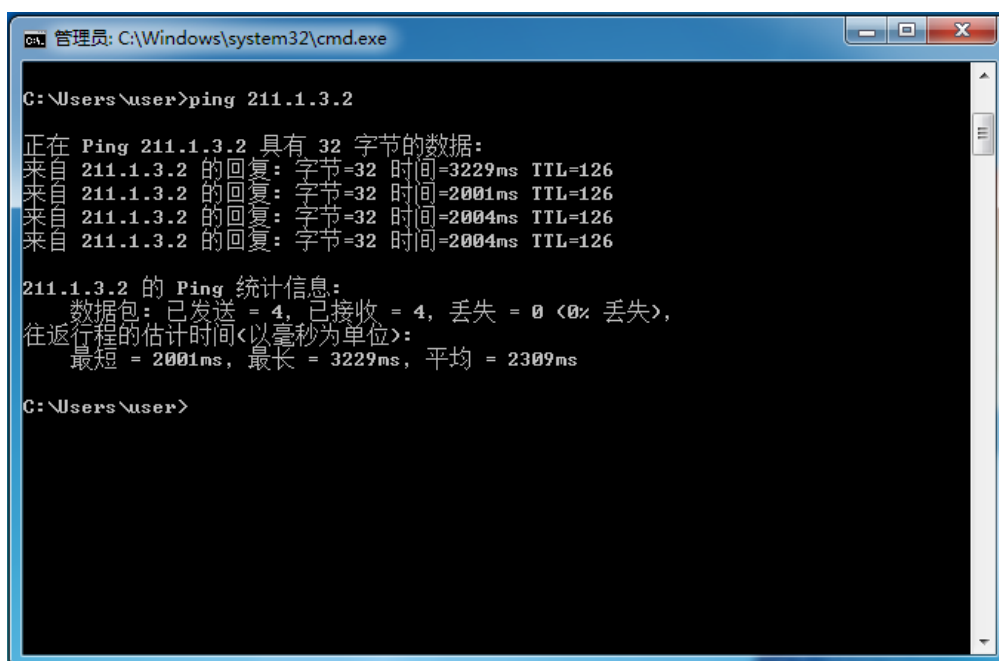 管理员: C:\Windows\system32\cmd.exe
C:\Users\user>ping 211.1.3.2
正在 Ping 211.1.3.2 具有 32 字节的数据:
来自 211.1.3.2 的回复: 字节=32 时间=3229ms TTL=126
来自 211.1.3.2 的回复: 字节=32 时间=2001ms TTL=126
来自 211.1.3.2 的回复: 字节=32 时间=2004ms TTL=126
来自 211.1.3.2 的回复: 字节=32 时间=2004ms TTL=126
211.1.3.2 的 Ping 统计信息:
数据包: 已发送 = 4, 已接收 = 4, 丢失 = 0 (0% 丢失),
往返行程的估计时间(以毫秒为单位):
最短 = 2001ms, 最长 = 3229ms, 平均 = 2309ms
C:\Users\user>